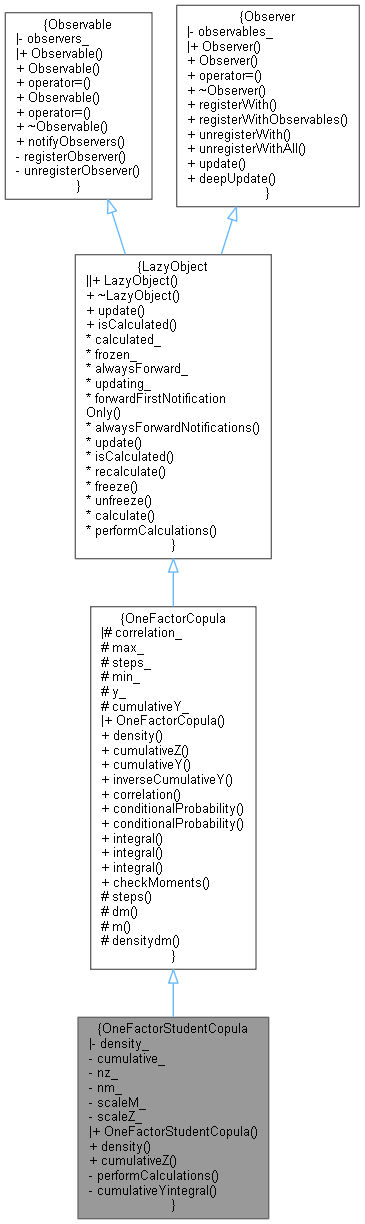 {Observable
|- observers_
|+ Observable()
+ Observable()
+ operator=()
+ Observable()
+ operator=()
+ ~Observable()
+ notifyObservers()
- registerObserver()
- unregisterObserver()
}
{Observer
|- observables_
|+ Observer()
+ Observer()
+ operator=()
+ ~Observer()
+ registerWith()
+ registerWithObservables()
+ unregisterWith()
+ unregisterWithAll()
+ update()
+ deepUpdate()
}
{LazyObject
||+ LazyObject()
+ ~LazyObject()
+ update()
+ isCalculated()
* calculated_
* frozen_
* alwaysForward_
* updating_
* forwardFirstNotification
Only()
* alwaysForwardNotifications()
* update()
* isCalculated()
* recalculate()
* freeze()
* unfreeze()
* calculate()
* performCalculations()
}
{OneFactorCopula
|# correlation_
# max_
# steps_
# min_
# y_
# cumulativeY_
|+ OneFactorCopula()
+ density()
+ cumulativeZ()
+ cumulativeY()
+ inverseCumulativeY()
+ correlation()
+ conditionalProbability()
+ conditionalProbability()
+ integral()
+ integral()
+ integral()
+ checkMoments()
# steps()
# dm()
# m()
# densitydm()
}
{OneFactorStudentCopula
|- density_
- cumulative_
- nz_
- nm_
- scaleM_
- scaleZ_
|+ OneFactorStudentCopula()
+ density()
+ cumulativeZ()
- performCalculations()
- cumulativeYintegral()
}